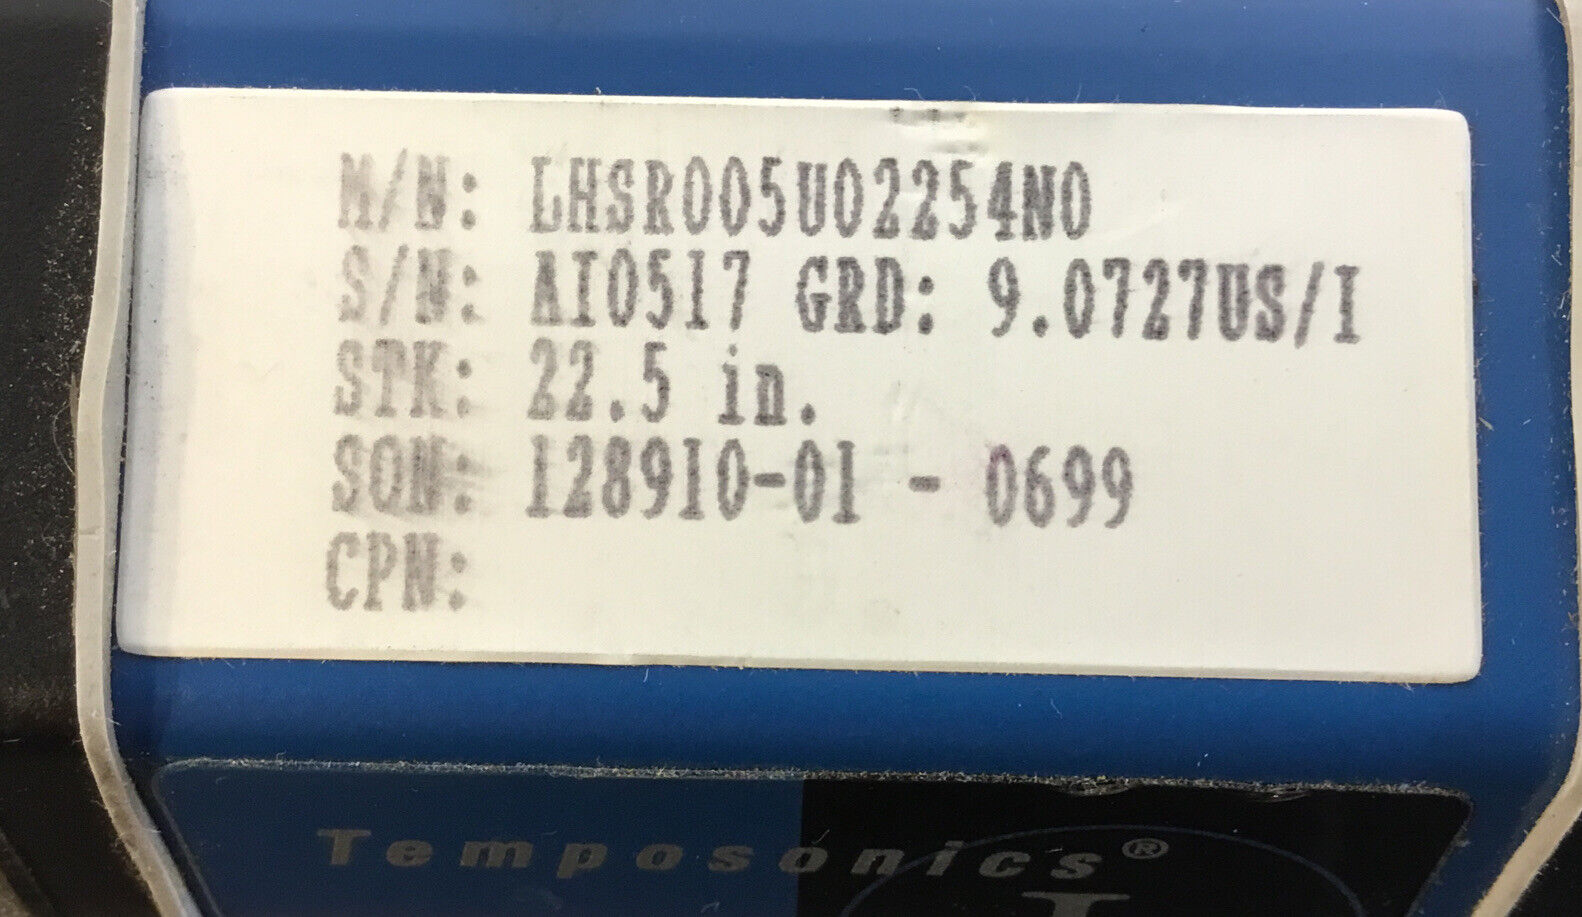 M/N: LHSR005U02254N0
S/N: AI0517 GRD: 9.0727US/I
STK: 22.5 in.
SON: 128910-01 - 0699
CPN:
Temposonics®
L